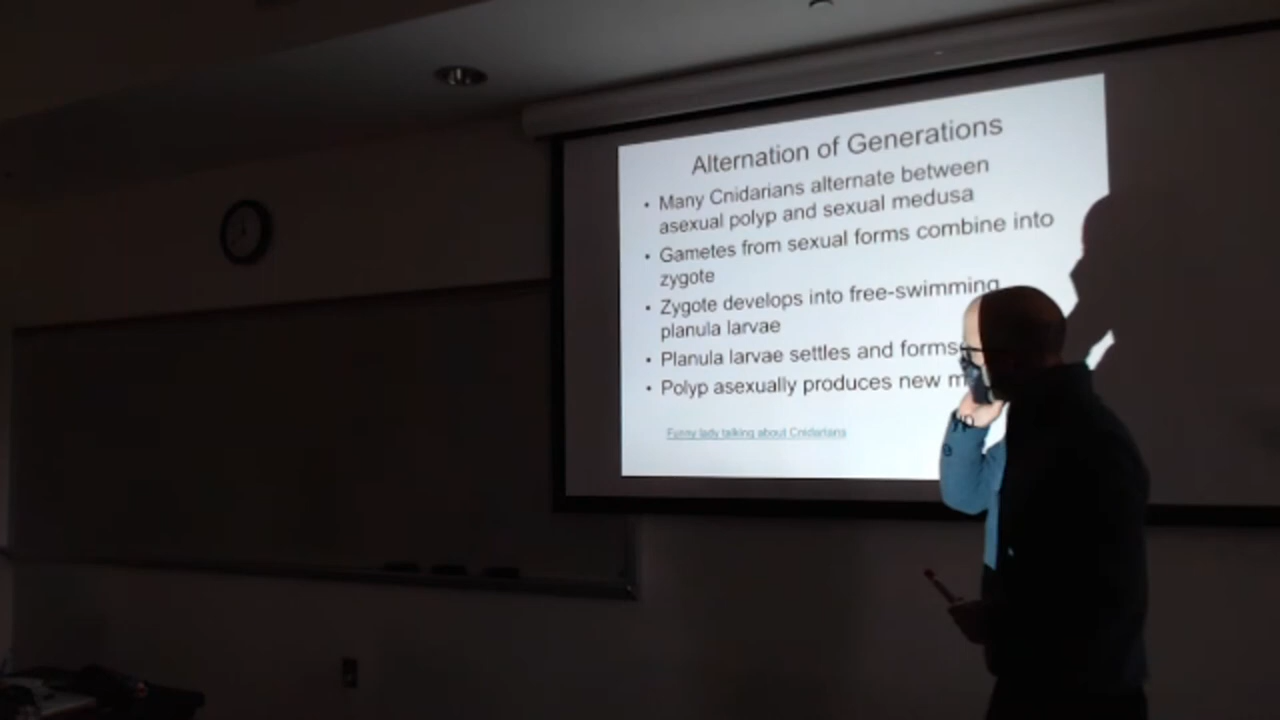 Alternation of Generations
• Many Cnidarians alternate between
asexual polyp and sexual medusa
• Gametes from sexual forms combine into
zygote
• Zygote develops into free-swimming
planula larvae
• Planula larvae settles and forms
• Polyp asexually produces new
Funny lady talking about Cnidarians